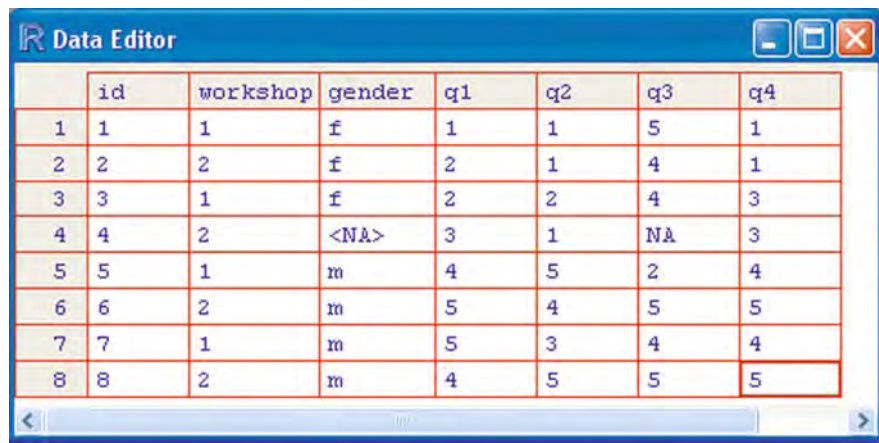 R Data Editor
id workshop gender q1 q2 q3 q4
1 1 1 f 1 1 5 1
2 2 2 f 2 1 4 1
3 3 1 f 2 2 4 3
4 4 2 <NA> 3 1 NA 3
5 5 1 m 4 5 2 4
6 6 2 m 5 4 5 5
7 7 1 m 5 3 4 4
8 8 2 m 4 5 5 5